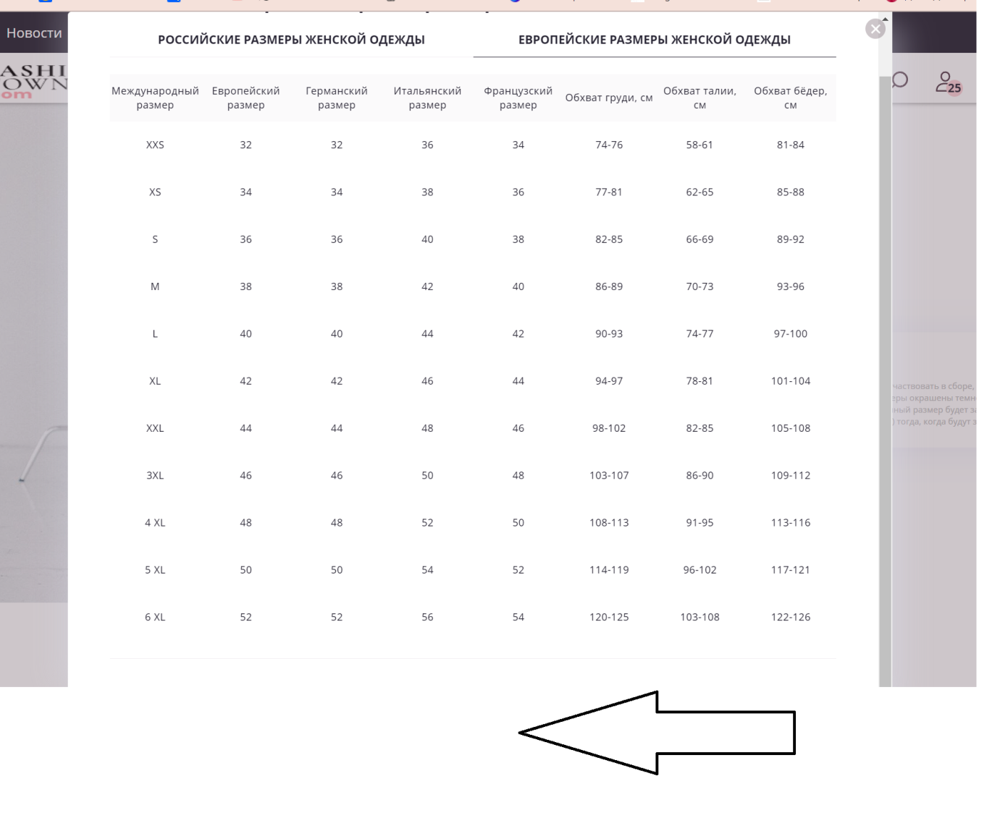 Новости
РОССИЙСКИЕ РАЗМЕРЫ ЖЕНСКОЙ ОДЕЖДЫ
ЕВРОПЕЙСКИЕ РАЗМЕРЫ ЖЕНСКОЙ ОДЕЖДЫ
ASHI
OWN
om
25
Международный размер Европейский размер Германский размер Итальянский размер Французский размер Обхват груди, см Обхват талии, см Обхват бёдер, см
XXS 32 32 36 34 74-76 58-61 81-84
XS 34 34 38 36 77-81 62-65 85-88
S 36 36 40 38 82-85 66-69 89-92
M 38 38 42 40 86-89 70-73 93-96
L 40 40 44 42 90-93 74-77 97-100
XL 42 42 46 44 94-97 78-81 101-104
XXL 44 44 48 46 98-102 82-85 105-108
3XL 46 46 50 48 103-107 86-90 109-112
4 XL 48 48 52 50 108-113 91-95 113-116
5 XL 50 50 54 52 114-119 96-102 117-121
6 XL 52 52 56 54 120-125 103-108 122-126
частвовать в сборе,
еры окрашены темн
ный размер будет за
) тогда, когда будут з